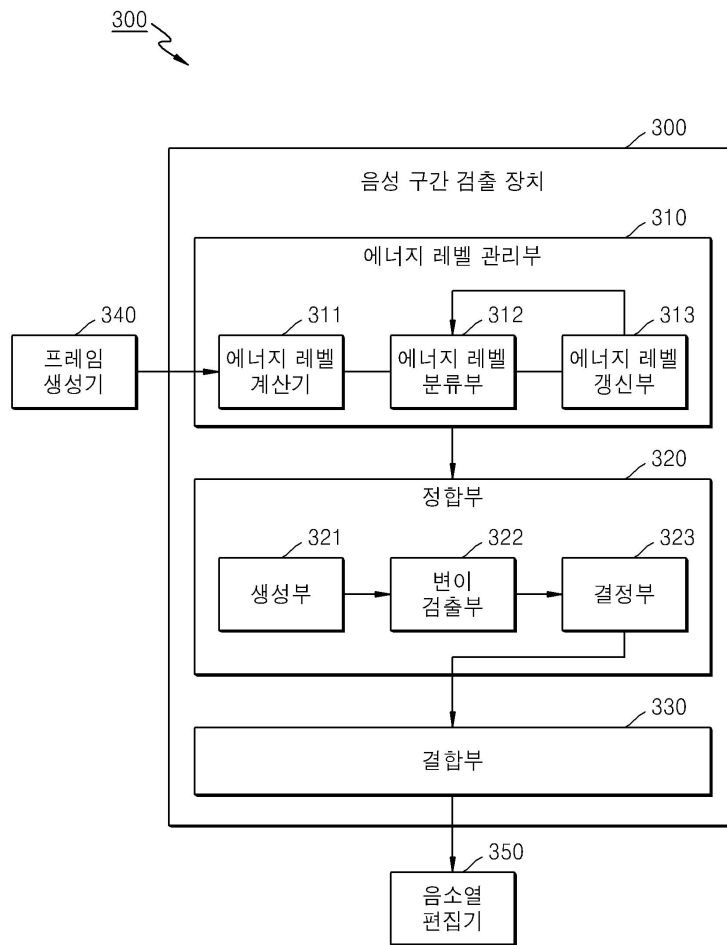 300
300
음성 구간 검출 장치
310
에너지 레벨 관리부
340
311
312
313
프레임
생성기
에너지 레벨
계산기
에너지 레벨
분류부
에너지 레벨
갱신부
320
정합부
321
322
323
생성부
변이
검출부
결정부
330
결합부
350
음소열
편집기